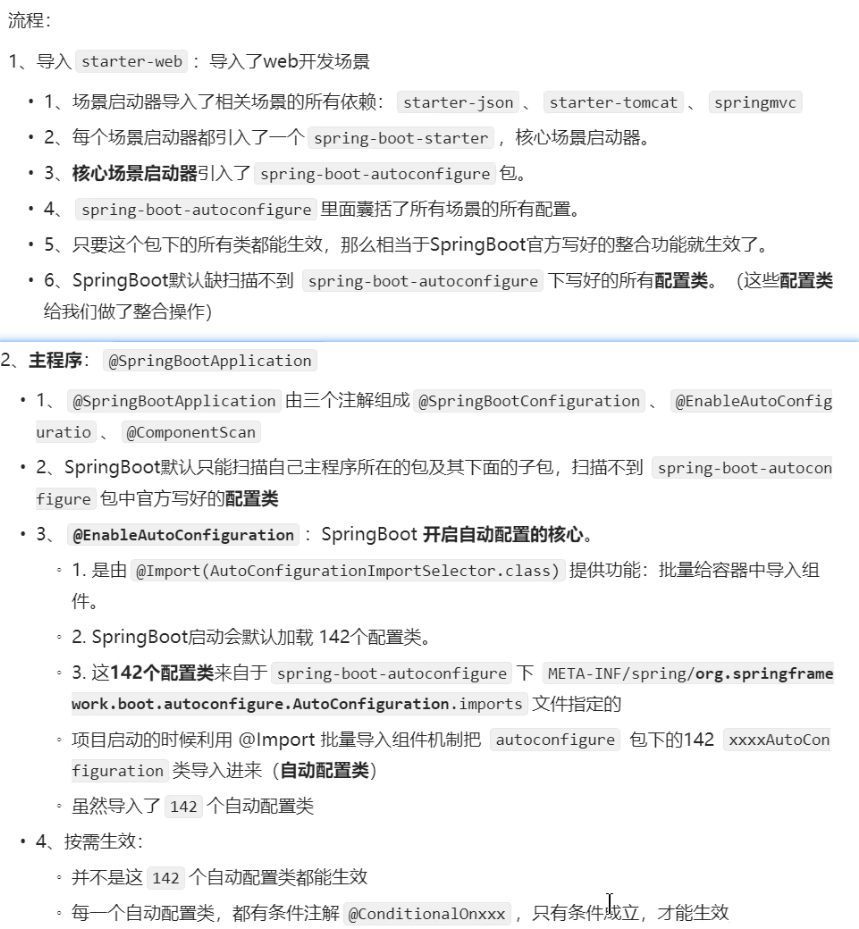 流程：
1、导入 starter-web ：导入了web开发场景
• 1、场景启动器导入了相关场景的所有依赖： starter-json 、 starter-tomcat 、 springmvc
• 2、每个场景启动器都引入了一个 spring-boot-starter ，核心场景启动器。
• 3、核心场景启动器引入了 spring-boot-autoconfigure 包。
• 4、 spring-boot-autoconfigure 里面囊括了所有场景的所有配置。
• 5、只要这个包下的所有类都能生效，那么相当于SpringBoot官方写好的整合功能就生效了。
• 6、SpringBoot默认缺扫描不到 spring-boot-autoconfigure 下写好的所有配置类。（这些配置类
给我们做了整合操作）
2、主程序： @SpringBootApplication
• 1、 @SpringBootApplication 由三个注解组成 @SpringBootConfiguration 、 @EnableAutoConfig
uratio 、 @ComponentScan
• 2、SpringBoot默认只能扫描自己主程序所在的包及其下面的子包，扫描不到 spring-boot-autocon
figure 包中官方写好的配置类
• 3、 @EnableAutoConfiguration ：SpringBoot 开启自动配置的核心。
◦ 1. 是由 @Import(AutoConfigurationImportSelector.class) 提供功能：批量给容器中导入组
件。
◦ 2. SpringBoot启动会默认加载 142个配置类。
◦ 3. 这142个配置类来自于 spring-boot-autoconfigure 下 META-INF/spring/org.springframe
work.boot.autoconfigure.AutoConfiguration.imports 文件指定的
◦ 项目启动的时候利用 @Import 批量导入组件机制把 autoconfigure 包下的142 xxxxAutoCon
figuration 类导入进来（自动配置类）
◦ 虽然导入了 142 个自动配置类
• 4、按需生效：
◦ 并不是这 142 个自动配置类都能生效
◦ 每一个自动配置类，都有条件注解 @ConditionalOnxxx ，只有条件成立，才能生效